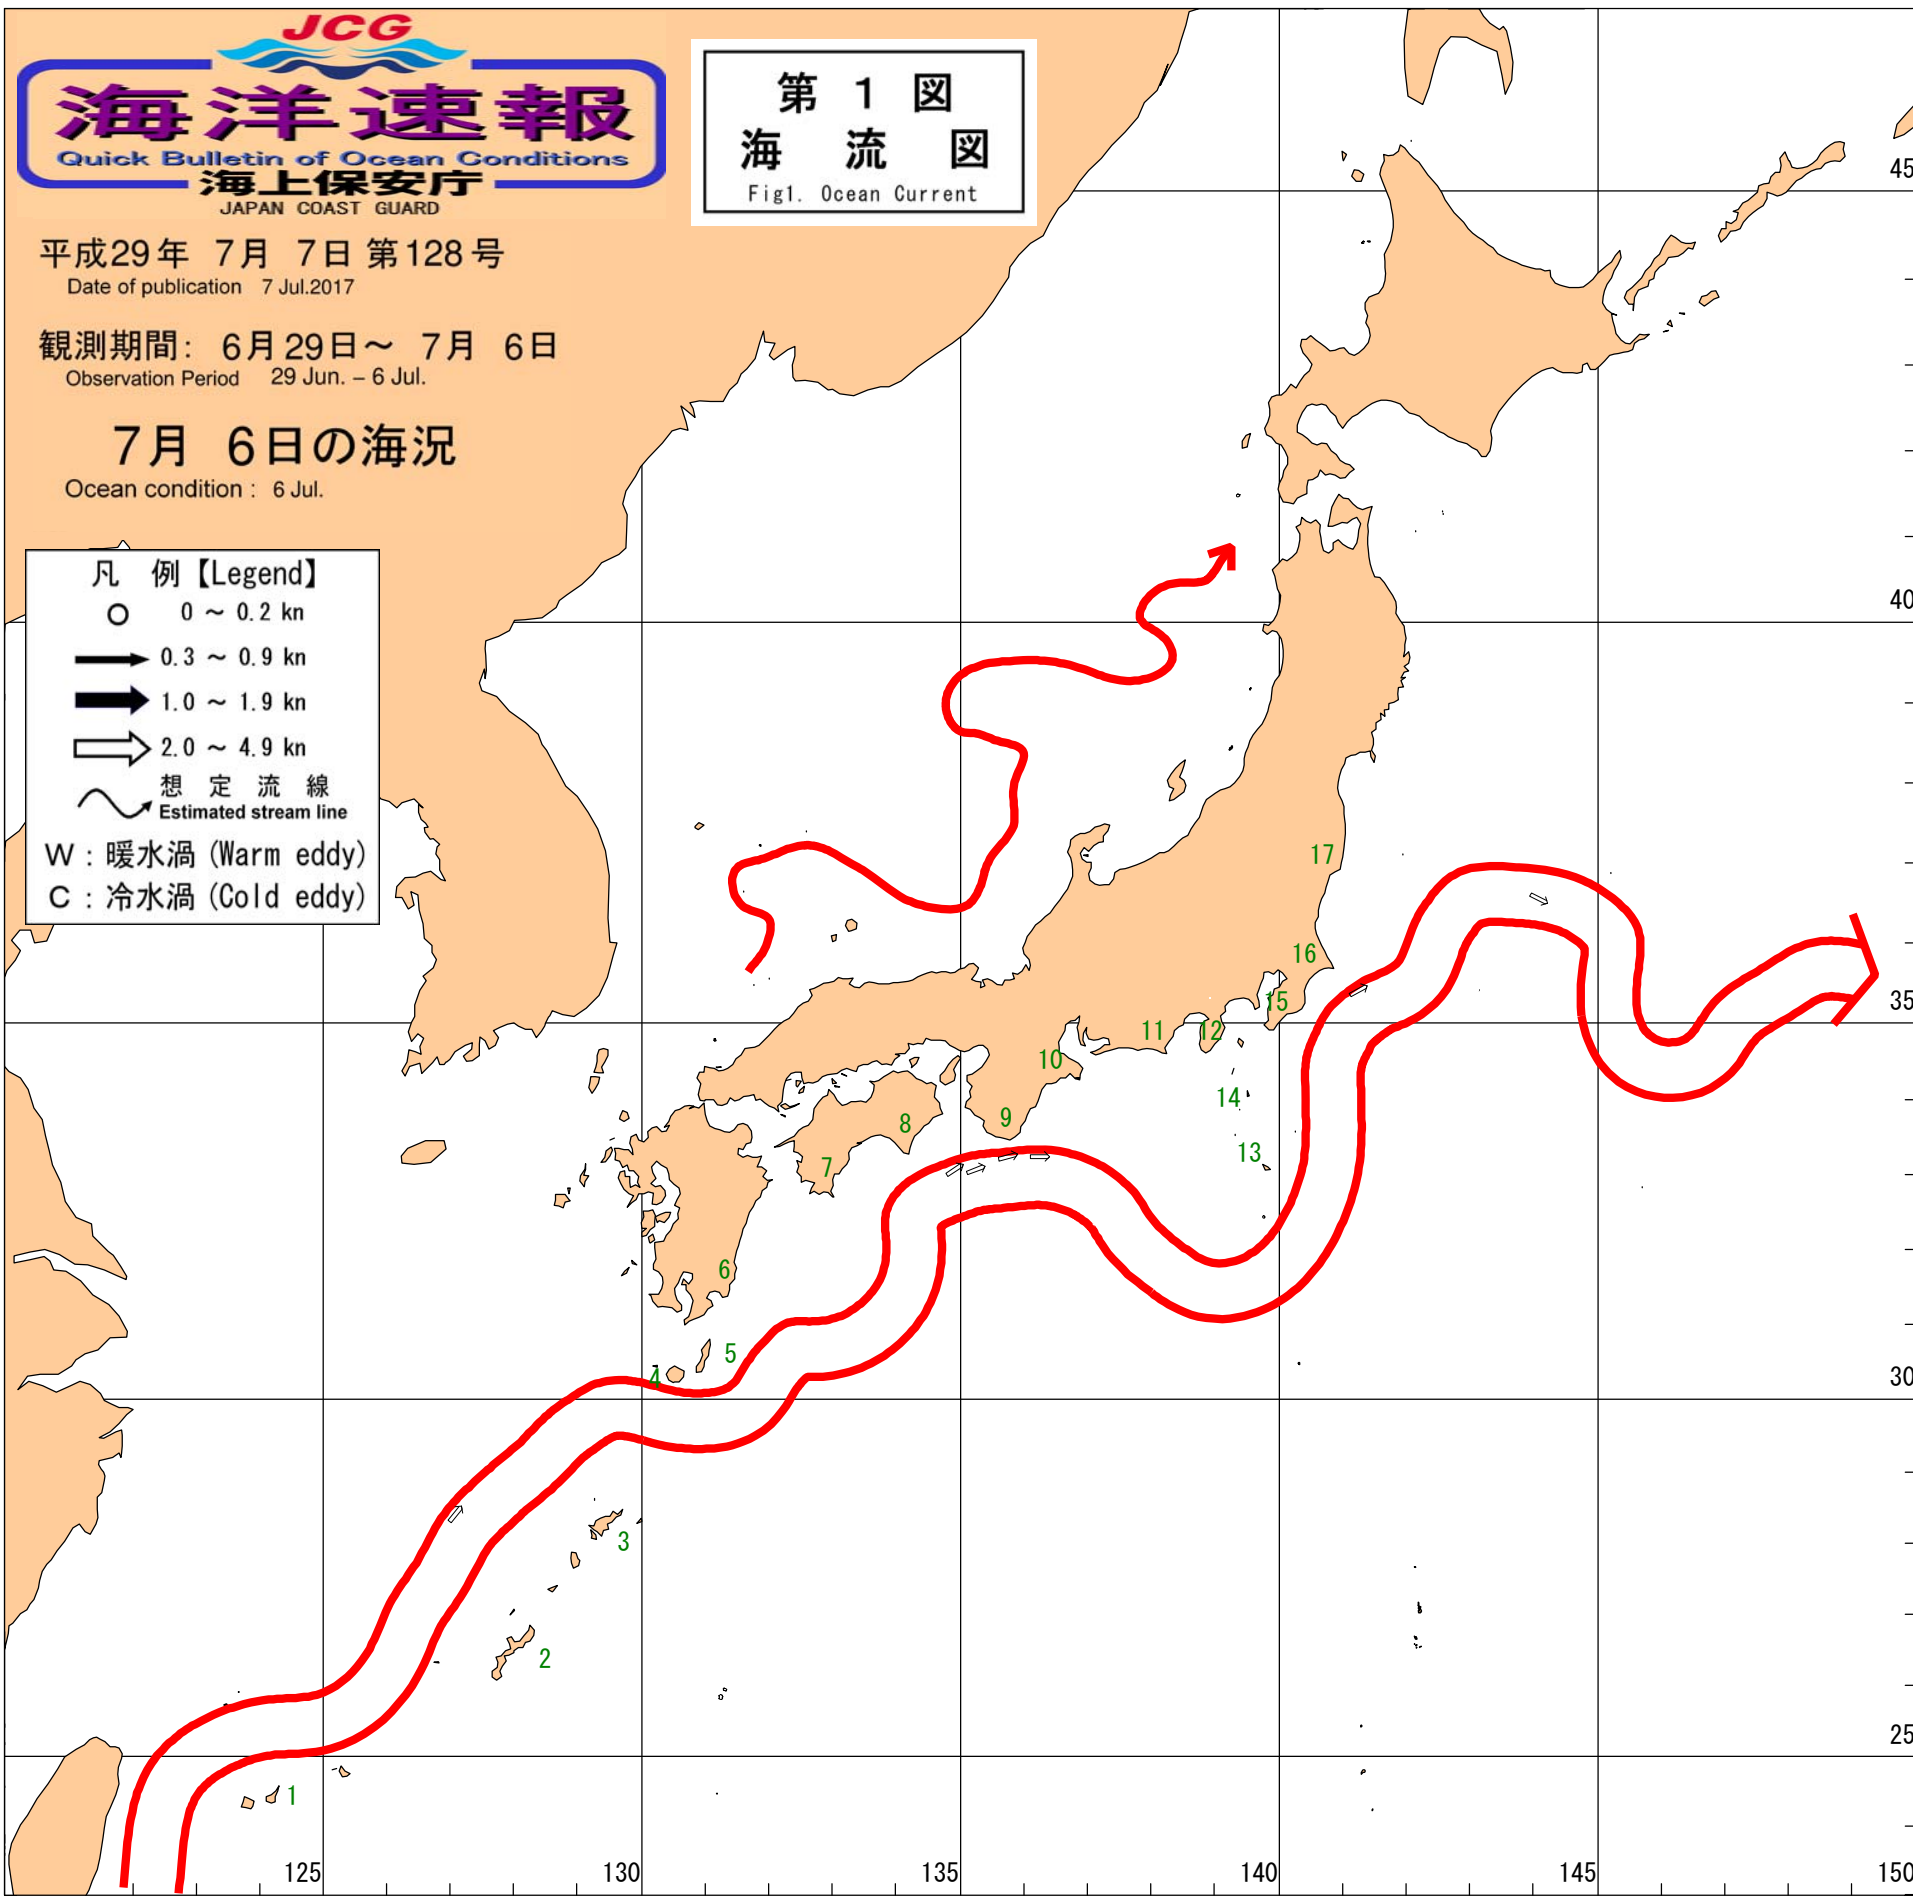 JCG
海洋速報
Quick Bulletin of Ocean Conditions
海上保安庁
JAPAN COAST GUARD
第 1 図
海 流 図
Fig1. Ocean Current
平成29年 7月 7日 第128号
Date of publication 7 Jul.2017
観測期間: 6月29日～ 7月 6日
Observation Period 29 Jun. – 6 Jul.
7月 6日の海況
Ocean condition : 6 Jul.
凡 例【Legend】
0 ～ 0.2 kn
0.3 ～ 0.9 kn
1.0 ～ 1.9 kn
2.0 ～ 4.9 kn
想 定 流 線
Estimated stream line
W : 暖水渦 (Warm eddy)
C : 冷水渦 (Cold eddy)
45
40
17
16
15
35
11
12
10
14
9
8
13
7
6
5
4
30
3
2
25
1
125
130
135
140
145
150